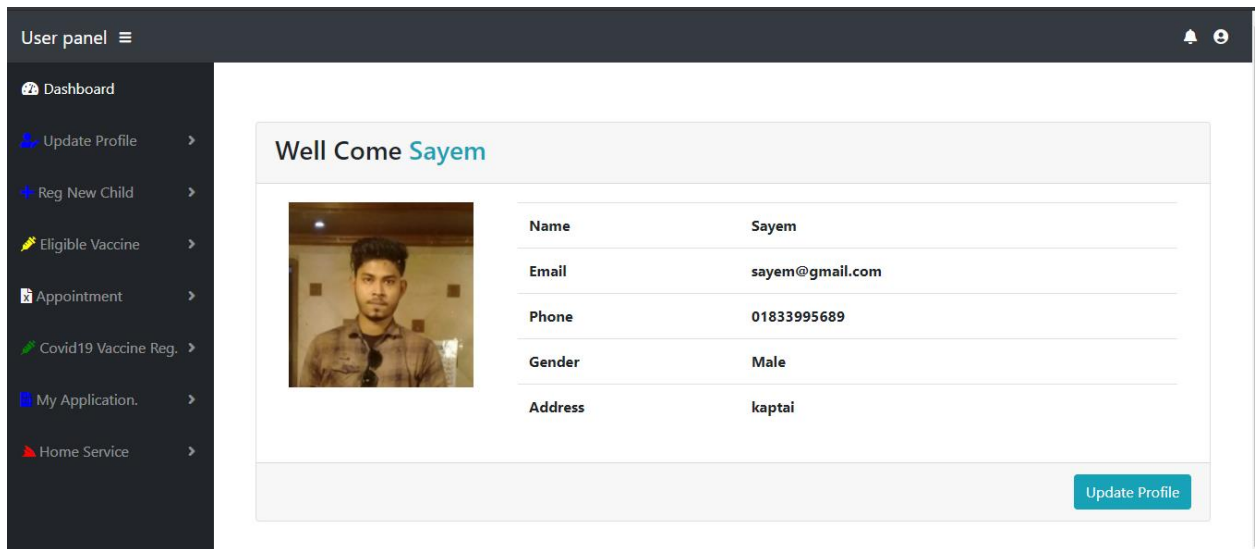 User panel
Dashboard
Update Profile
Reg New Child
Eligible Vaccine
Appointment
Covid19 Vaccine Reg.
My Application.
Home Service
Well Come Sayem
Name Sayem
Email sayem@gmail.com
Phone 01833995689
Gender Male
Address kaptai
Update Profile